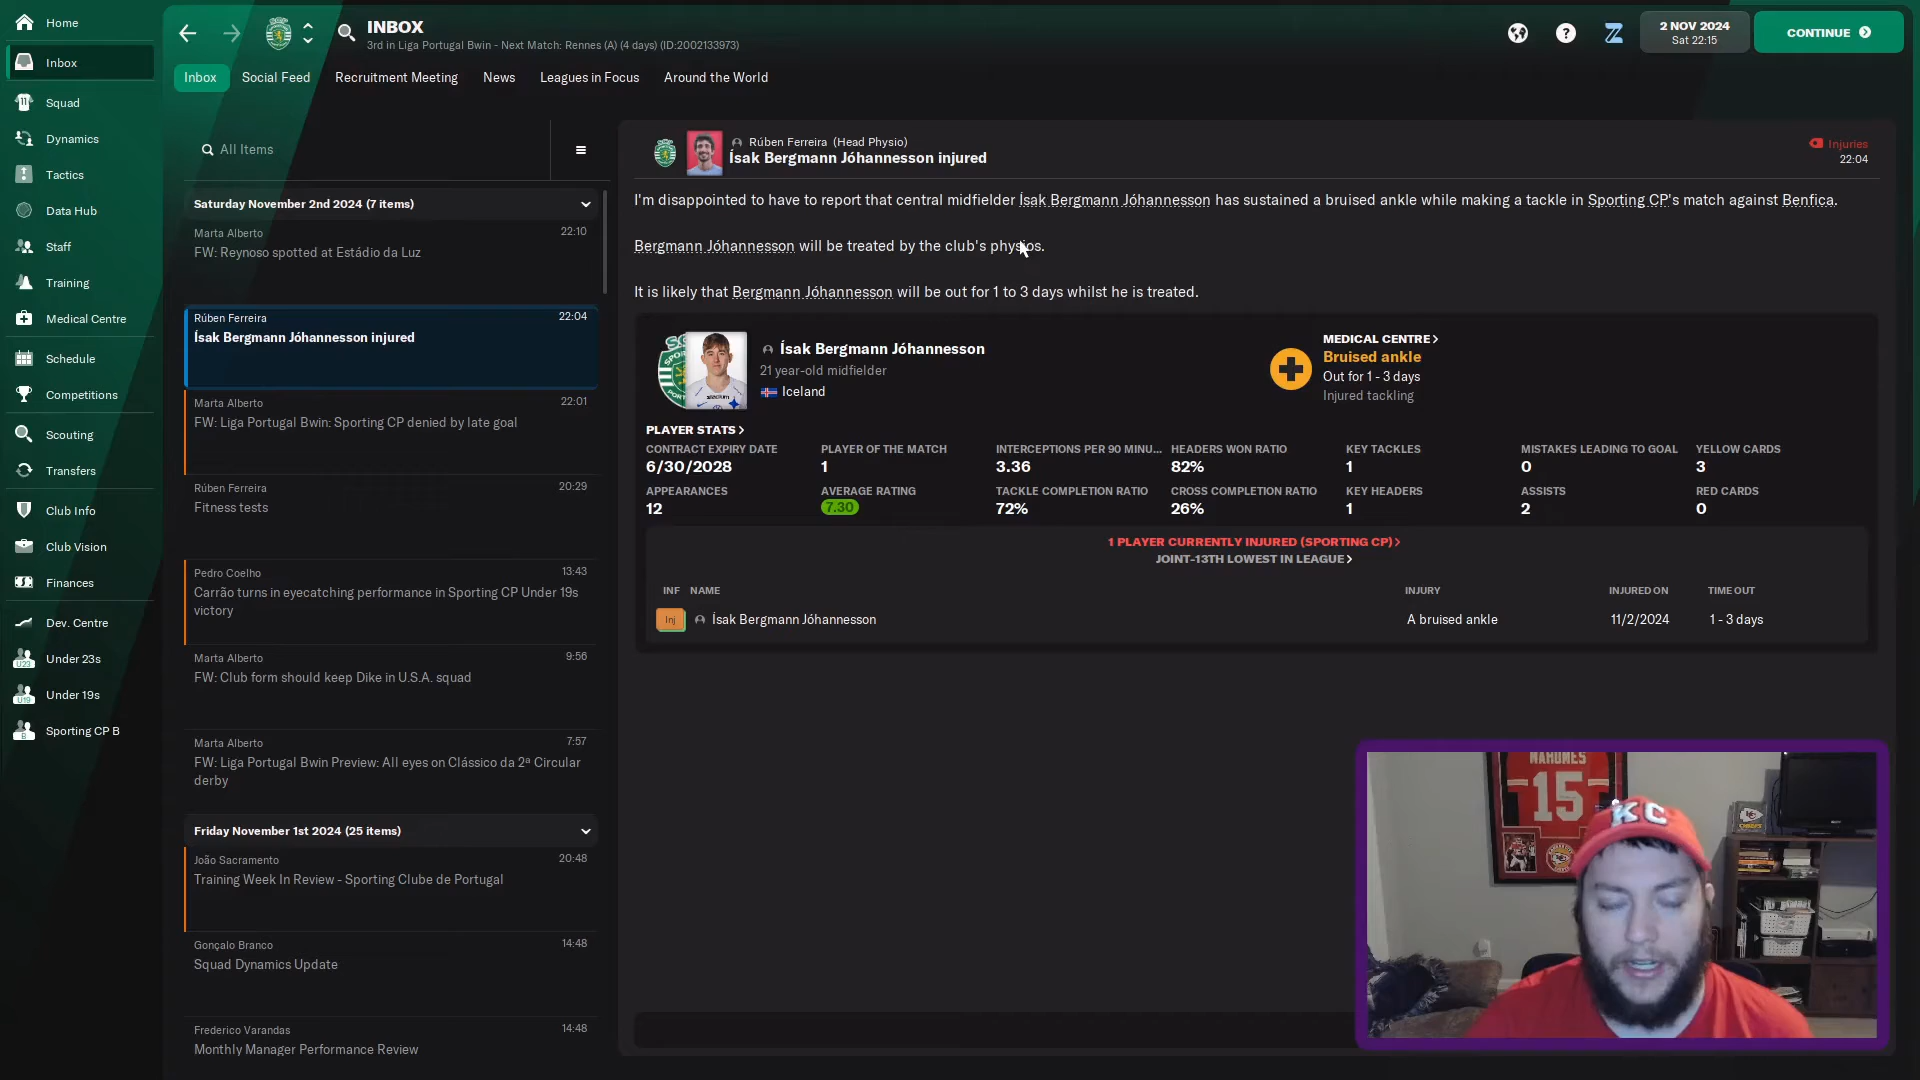 Home
Inbox
Squad
Dynamics
Tactics
Data Hub
Staff
Training
Medical Centre
Schedule
Competitions
Scouting
Transfers
Club Info
Club Vision
Finances
Dev. Centre
Under 23s
Under 19s
Sporting CP B
INBOX
3rd in Liga Portugal Bwin - Next Match: Rennes (A) (4 days) (ID:2002133973)
2 NOV 2024
Sat 22:15
CONTINUE
Inbox Social Feed Recruitment Meeting News Leagues in Focus Around the World
All Items
Saturday November 2nd 2024 (7 items)
Marta Alberto 22:10
FW: Reynoso spotted at Estádio da Luz
Rúben Ferreira 22:04
Ísak Bergmann Jóhannesson injured
Marta Alberto 22:01
FW: Liga Portugal Bwin: Sporting CP denied by late goal
Rúben Ferreira 20:29
Fitness tests
Pedro Coelho 13:43
Carrão turns in eyecatching performance in Sporting CP Under 19s
victory
Marta Alberto 9:56
FW: Club form should keep Dike in U.S.A. squad
Marta Alberto 7:57
FW: Liga Portugal Bwin Preview: All eyes on Clássico da 2ª Circular
derby
Friday November 1st 2024 (25 items)
João Sacramento 20:48
Training Week In Review - Sporting Clube de Portugal
Gonçalo Branco 14:48
Squad Dynamics Update
Frederico Varandas 14:48
Monthly Manager Performance Review
Rúben Ferreira (Head Physio)
Ísak Bergmann Jóhannesson injured
Injuries
22:04
I'm disappointed to have to report that central midfielder Ísak Bergmann Jóhannesson has sustained a bruised ankle while making a tackle in Sporting CP's match against Benfica.
Bergmann Jóhannesson will be treated by the club's physios.
It is likely that Bergmann Jóhannesson will be out for 1 to 3 days whilst he is treated.
Ísak Bergmann Jóhannesson
21 year-old midfielder
Iceland
MEDICAL CENTRE
Bruised ankle
Out for 1 - 3 days
Injured tackling
PLAYER STATS
CONTRACT EXPIRY DATE PLAYER OF THE MATCH INTERCEPTIONS PER 90 MINU... HEADERS WON RATIO KEY TACKLES MISTAKES LEADING TO GOAL YELLOW CARDS
6/30/2028 1 3.36 82% 1 0 3
APPEARANCES AVERAGE RATING TACKLE COMPLETION RATIO CROSS COMPLETION RATIO KEY HEADERS ASSISTS RED CARDS
12 7.30 72% 26% 1 2 0
1 PLAYER CURRENTLY INJURED (SPORTING CP)
JOINT-13TH LOWEST IN LEAGUE
INF NAME INJURY INJURED ON TIME OUT
Inj Ísak Bergmann Jóhannesson A bruised ankle 11/2/2024 1 - 3 days
MAHOMES
15
KC